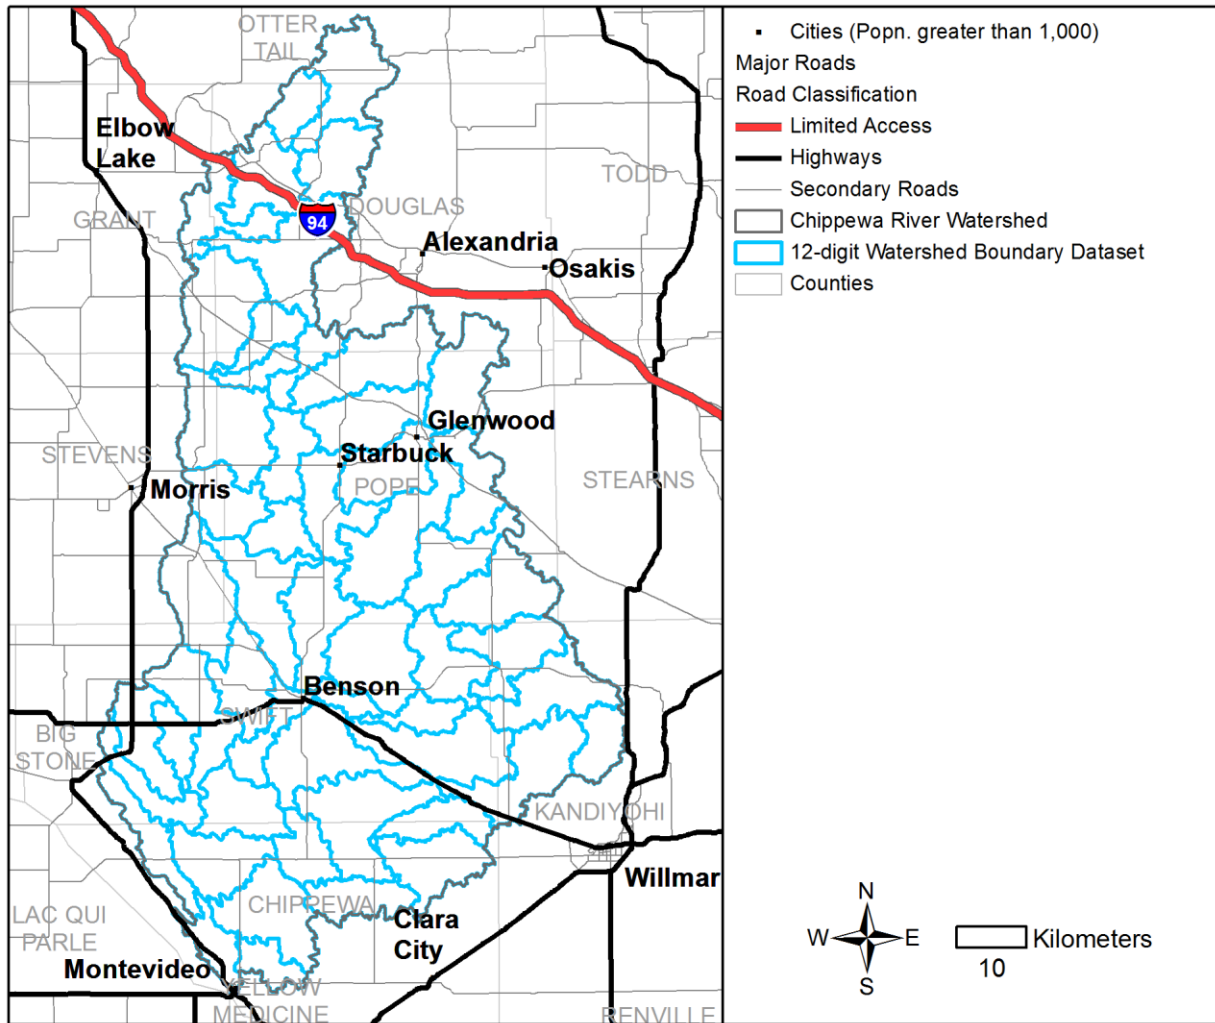 OTTER
TAIL
Elbow
Lake
TODD
GRANT
DOUGLAS
94
Alexandria
Osakis
Glenwood
Starbuck
STEVENS
POPE
STEARNS
Morris
Benson
SWIFT
BIG
STONE
KANDIYOHI
Willmar
CHIPPEWA
LAC QUI
PARLE
Clara
City
Montevideo
YELLOW
MEDICINE
RENVILLE
Cities (Popn. greater than 1,000)
Major Roads
Road Classification
Limited Access
Highways
Secondary Roads
Chippewa River Watershed
12-digit Watershed Boundary Dataset
Counties
N
W
E
S
Kilometers
10